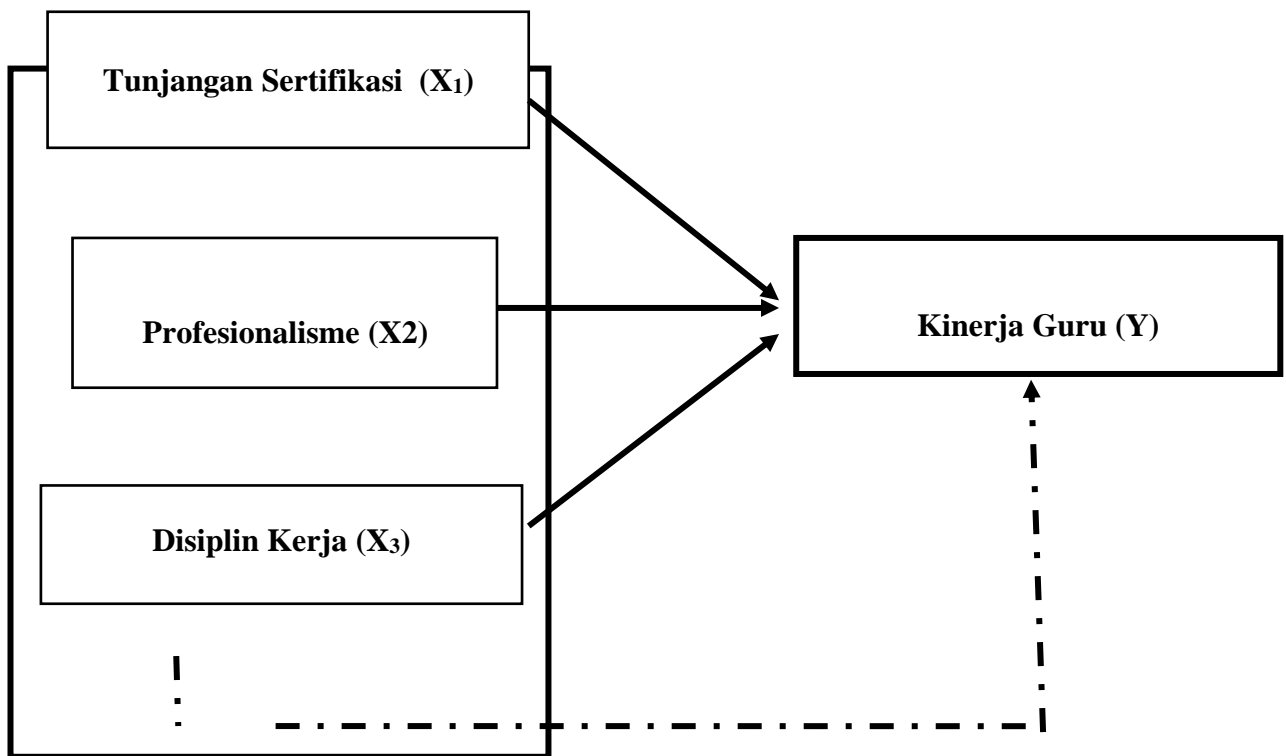 Tunjangan Sertifikasi (X₁)
Profesionalisme (X2)
Kinerja Guru (Y)
Disiplin Kerja (X₃)